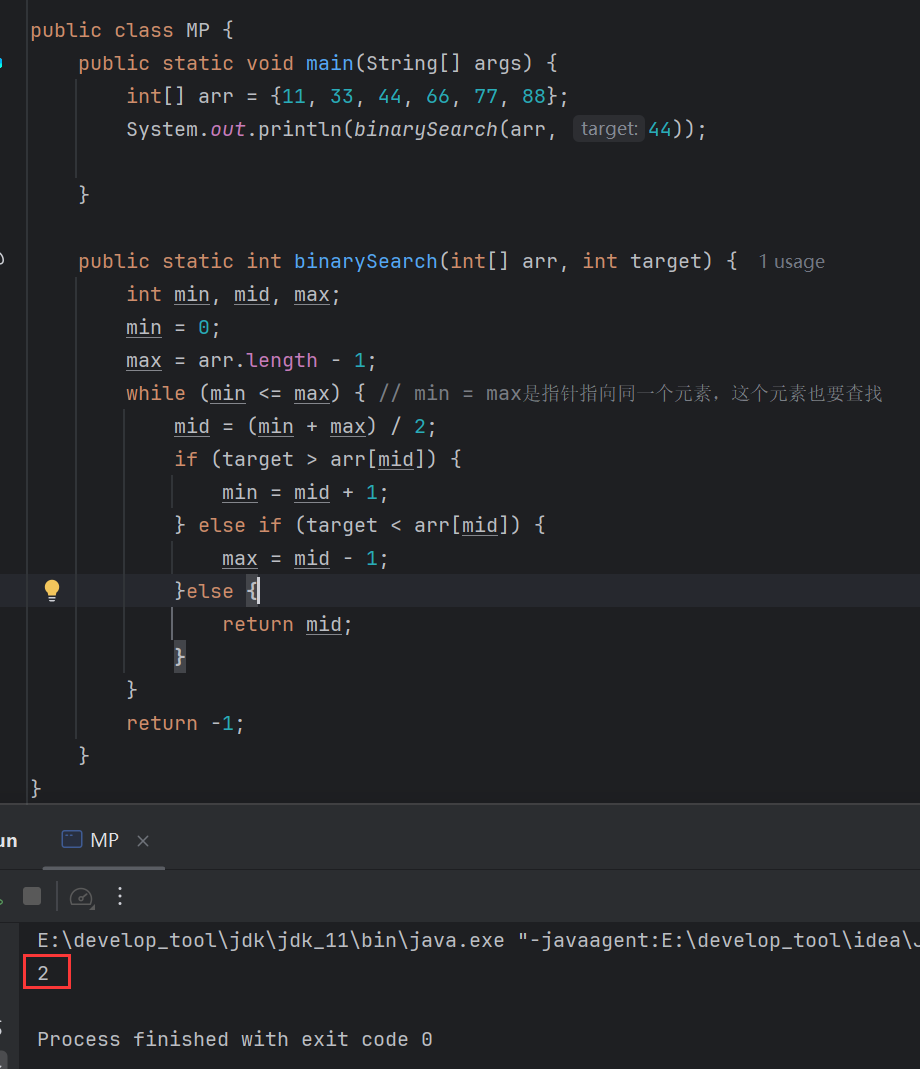 public class MP {
public static void main(String[] args) {
int[] arr = {11, 33, 44, 66, 77, 88};
System.out.println(binarySearch(arr, target: 44));
}
public static int binarySearch(int[] arr, int target) { 1 usage
int min, mid, max;
min = 0;
max = arr.length - 1;
while (min <= max) { // min = max是指针指向同一个元素，这个元素也要查找
mid = (min + max) / 2;
if (target > arr[mid]) {
min = mid + 1;
} else if (target < arr[mid]) {
max = mid - 1;
}else {
return mid;
}
}
return -1;
}
}
un MP
E:\develop_tool\jdk\jdk_11\bin\java.exe "-javaagent:E:\develop_tool\idea\
2
Process finished with exit code 0